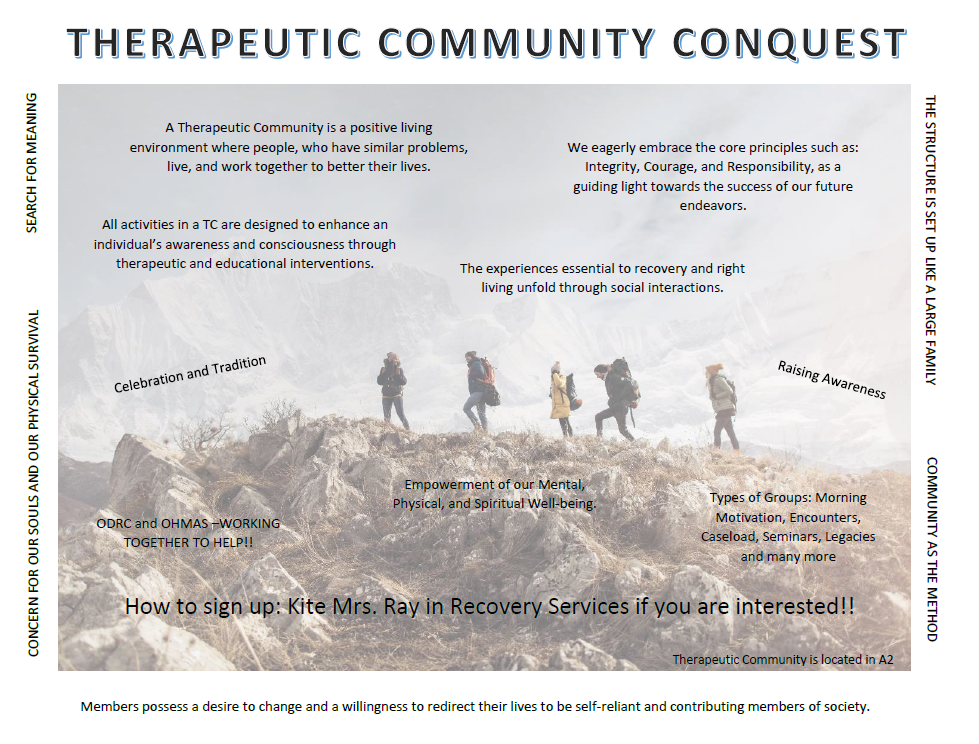 THERAPEUTIC COMMUNITY CONQUEST
SEARCH FOR MEANING
CONCERN FOR OUR SOULS AND OUR PHYSICAL SURVIVAL
A Therapeutic Community is a positive living
environment where people, who have similar problems,
live, and work together to better their lives.
We eagerly embrace the core principles such as:
Integrity, Courage, and Responsibility, as a
guiding light towards the success of our future
endeavors.
All activities in a TC are designed to enhance an
individual's awareness and consciousness through
therapeutic and educational interventions.
The experiences essential to recovery and right
living unfold through social interactions.
Celebration and Tradition
Raising Awareness
Empowerment of our Mental,
Physical, and Spiritual Well-being.
ODRC and OHMAS –WORKING
TOGETHER TO HELP!!
Types of Groups: Morning
Motivation, Encounters,
Caseload, Seminars, Legacies
and many more
How to sign up: Kite Mrs. Ray in Recovery Services if you are interested!!
Therapeutic Community is located in A2
THE STRUCTURE IS SET UP LIKE A LARGE FAMILY
COMMUNITY AS THE METHOD
Members possess a desire to change and a willingness to redirect their lives to be self-reliant and contributing members of society.